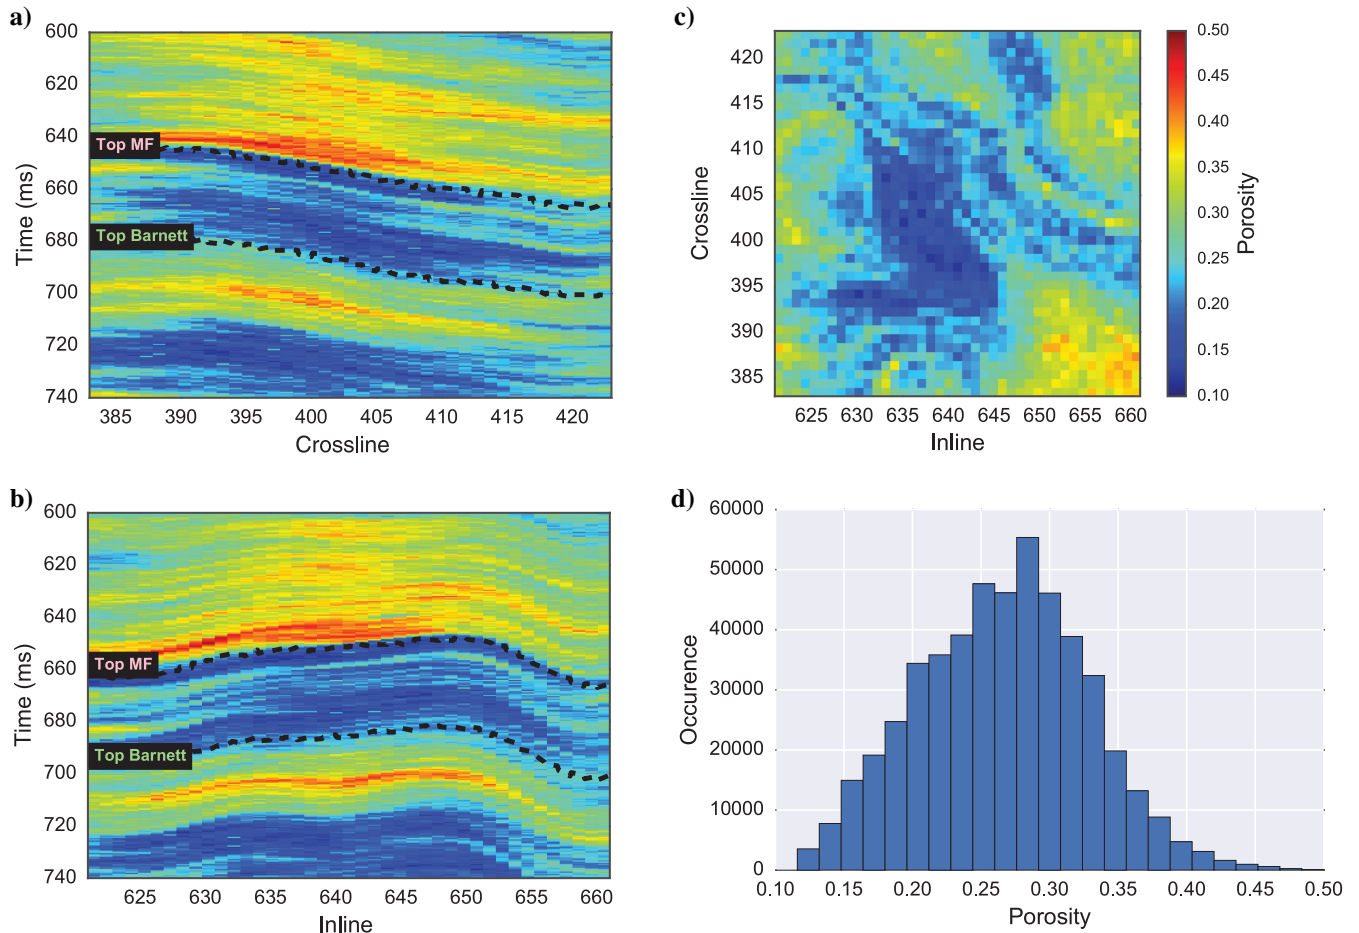 a)
600
620
640
660
680
700
720
740
Time (ms)
Top MF
Top Barnett
385 390 395 400 405 410 415 420
Crossline
c)
420
415
410
405
400
395
390
385
Crossline
625 630 635 640 645 650 655 660
Inline
0.50
0.45
0.40
0.35
0.30
0.25
0.20
0.15
0.10
Porosity
b)
600
620
640
660
680
700
720
740
Time (ms)
Top MF
Top Barnett
625 630 635 640 645 650 655 660
Inline
d)
60000
50000
40000
30000
20000
10000
0
Occurence
0.10 0.15 0.20 0.25 0.30 0.35 0.40 0.45 0.50
Porosity